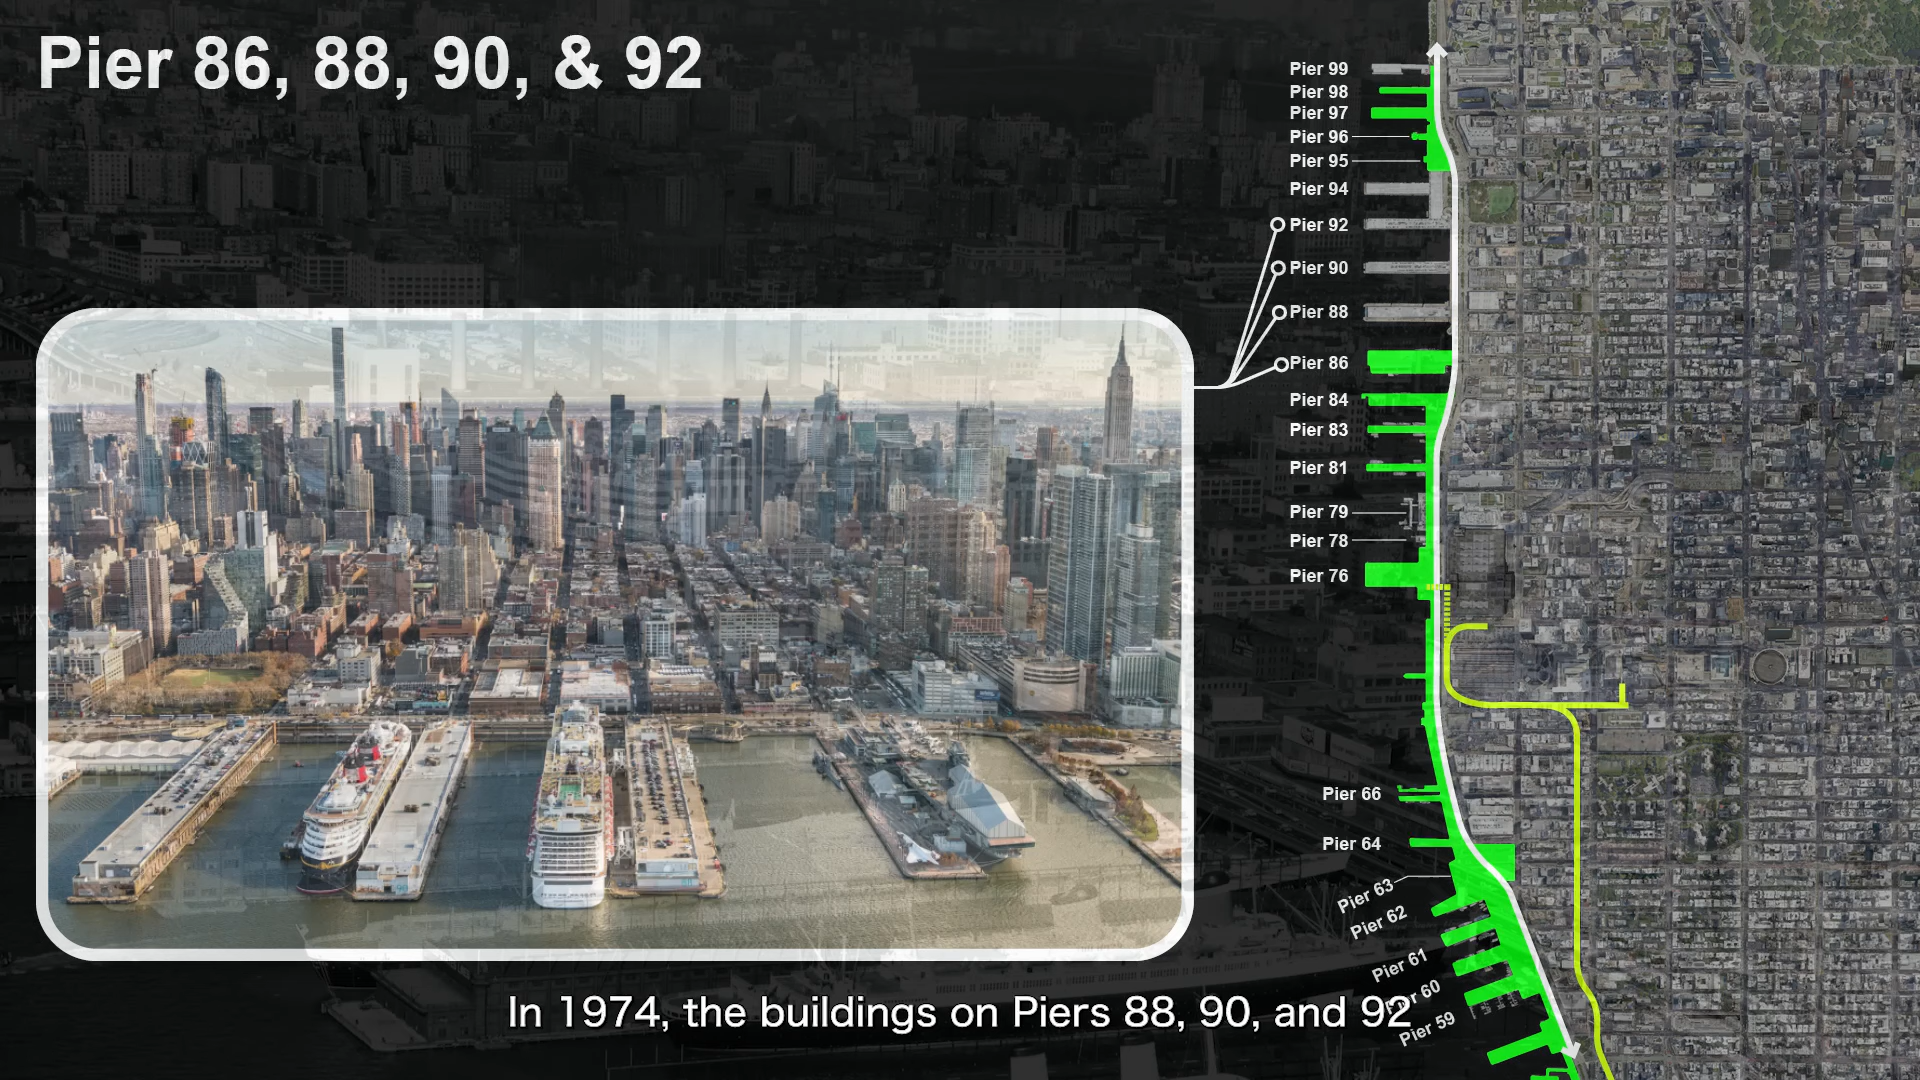 Pier 86, 88, 90, & 92
Pier 99
Pier 98
Pier 97
Pier 96
Pier 95
Pier 94
Pier 92
Pier 90
Pier 88
Pier 86
Pier 84
Pier 83
Pier 81
Pier 79
Pier 78
Pier 76
Pier 66
Pier 64
Pier 63
Pier 62
Pier 61
Pier 60
Pier 59
In 1974, the buildings on Piers 88, 90, and 92